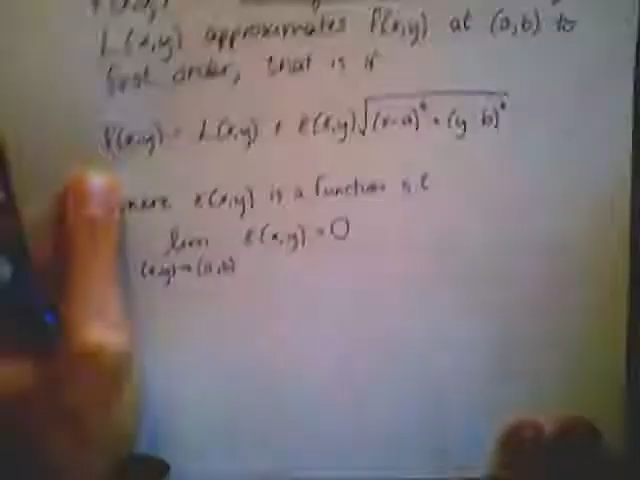 L(x,y) approximates f(x,y) at (a,b) to
first order, that is if
f(x,y) = L(x,y) + ε(x,y)√((x-a)² + (y-b)²)
where ε(x,y) is a function s.t
lim ε(x,y) = 0
(x,y)→(a,b)